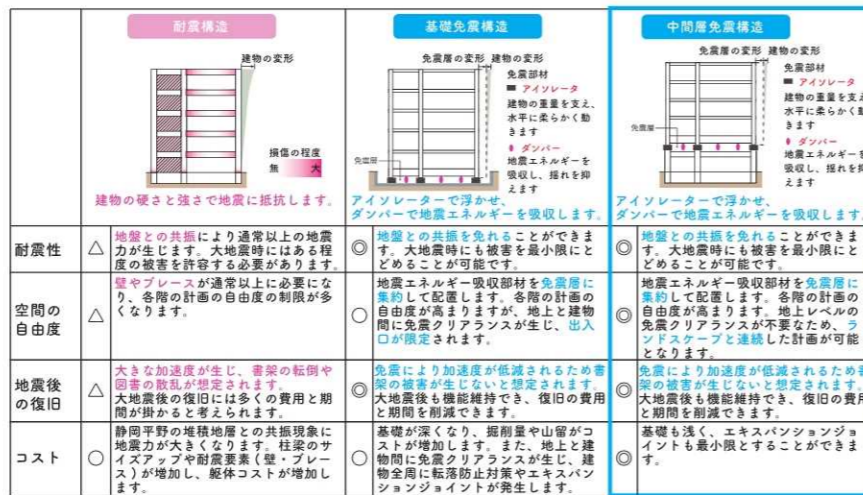 耐震構造
建物の変形
損傷の程度
無 大
建物の硬さと強さで地震に抵抗します。
基礎免震構造
免震層の変形 建物の変形
免震部材
アイソレータ
建物の重量を支え、
水平に柔らかく動
きます
ダンパー
地震エネルギーを
吸収し、揺れを抑
えます
免震層
アイソレーターで浮かせ、
ダンパーで地震エネルギーを吸収します。
中間層免震構造
免震層の変形 建物の変形
免震部材
アイソレータ
建物の重量を支え
水平に柔らかく動
きます
ダンパー
地震エネルギーを
吸収し、揺れを抑
えます
免震層
アイソレーターで浮かせ、
ダンパーで地震エネルギーを吸収します
耐震性
△
地盤との共振により通常以上の地震
力が生じます。大地震時にはある程
度の被害を許容する必要があります。
◎
地盤との共振を免れることができま
す。大地震時にも被害を最小限にと
どめることが可能です。
◎
地盤との共振を免れることができま
す。大地震時にも被害を最小限にと
どめることが可能です。
空間の
自由度
△
壁やブレースが通常以上に必要にな
り、各階の計画の自由度の制限が多
くなります。
○
地震エネルギー吸収部材を免震層に
集約して配置します。各階の計画の
自由度が高まりますが、地上と建物
間に免震クリアランスが生じ、出入
口が限定されます。
◎
地震エネルギー吸収部材を免震層に
集約して配置します。各階の計画の
自由度が高まります。地上レベルの
免震クリアランスが不要なため、ラ
ンドスケープと連続した計画が可能
となります。
地震後
の復旧
△
大きな加速度が生じ、書架の転倒や
図書の散乱が想定されます。
大地震後の復旧には多くの費用と期
間が掛かると考えられます。
◎
免震により加速度が低減されるため書
架の被害が生じないと想定されます。
大地震後も機能維持でき、復旧の費用
と期間を削減できます。
◎
免震により加速度が低減されるため書
架の被害が生じないと想定されます。
大地震後も機能維持でき、復旧の費用
と期間を削減できます。
コスト
○
静岡平野の堆積地層との共振現象に
地震力が大きくなります。柱梁のサ
イズアップや耐震要素(壁・ブレー
ス)が増加し、躯体コストが増加し
ます。
○
基礎が深くなり、掘削量や山留がコ
ストが増加します。また、地上と建
物間に免震クリアランスが生じ、建
物全周に転落防止対策やエキスパン
ションジョイントが発生します。
◎
基礎も浅く、エキスパンションジョ
イントも最小限とすることができま
す。